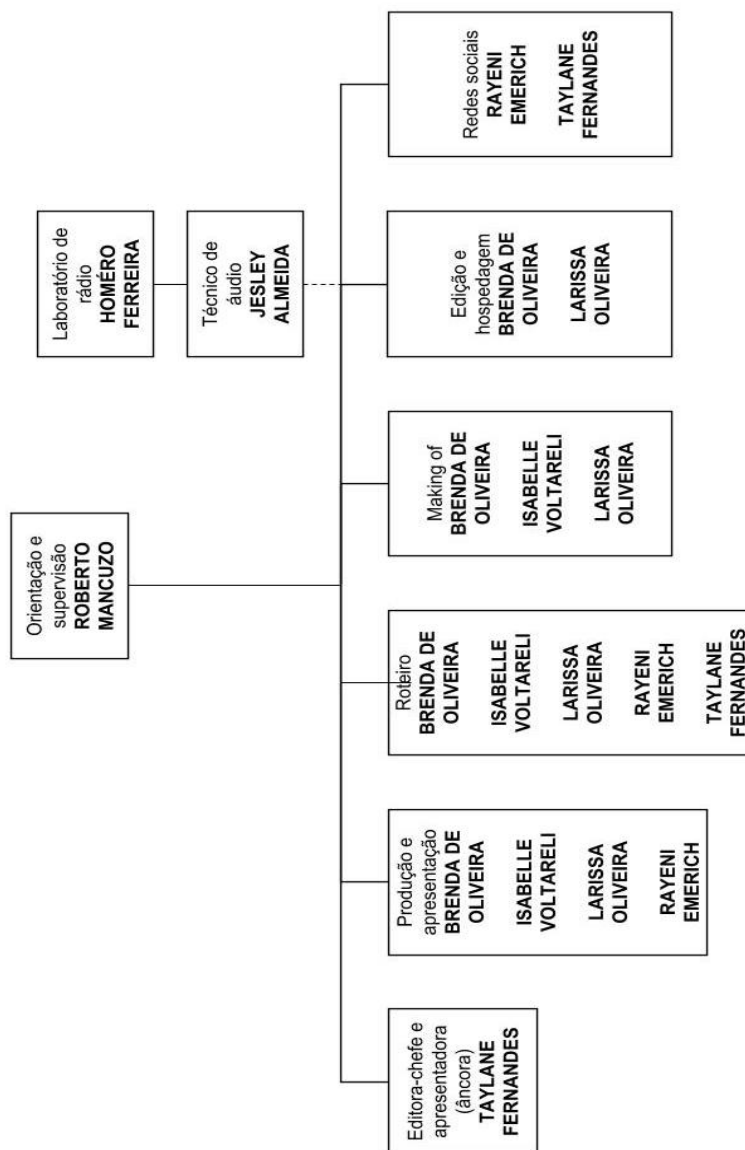 Orientação e
supervisão
ROBERTO
MANCUZO
Laboratório de
rádio
HOMÉRO
FERREIRA
Técnico de
áudio
JESLEY
ALMEIDA
Editora-chefe e
apresentadora
(âncora)
TAYLANE
FERNANDES
Produção e
apresentação
BRENDA DE
OLIVEIRA
ISABELLE
VOLTARELI
LARISSA
OLIVEIRA
RAYENI
EMERICH
Roteiro
BRENDA DE
OLIVEIRA
ISABELLE
VOLTARELI
LARISSA
OLIVEIRA
RAYENI
EMERICH
TAYLANE
FERNANDES
Making of
BRENDA DE
OLIVEIRA
ISABELLE
VOLTARELI
LARISSA
OLIVEIRA
Edição e
hospedagem
BRENDA DE
OLIVEIRA
LARISSA
OLIVEIRA
Redes sociais
RAYENI
EMERICH
TAYLANE
FERNANDES